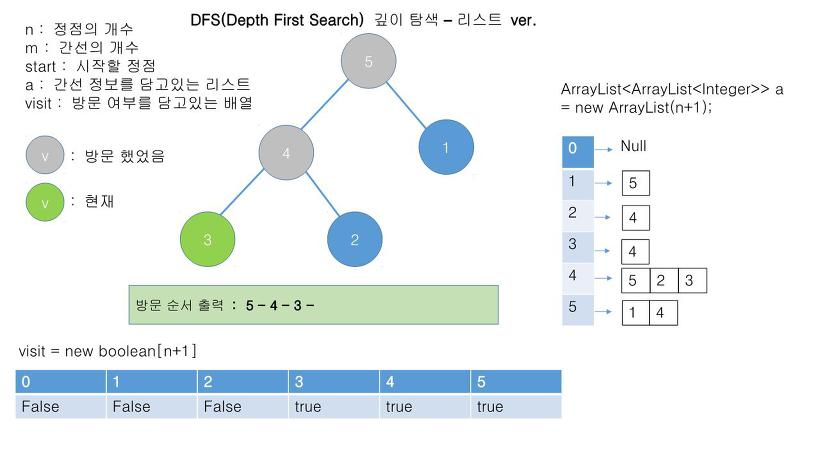 DFS(Depth First Search) 깊이 탐색 – 리스트 ver.
n : 정점의 개수
m : 간선의 개수
start : 시작할 정점
a : 간선 정보를 담고있는 리스트
visit : 방문 여부를 담고있는 배열
v : 방문 했었음
v : 현재
5
4
1
3
2
방문 순서 출력 : 5 – 4 – 3 –
ArrayList<ArrayList<Integer>> a
= new ArrayList(n+1);
0 Null
1 5
2 4
3 4
4 5 2 3
5 1 4
visit = new boolean[n+1]
0 1 2 3 4 5
False False False true true true